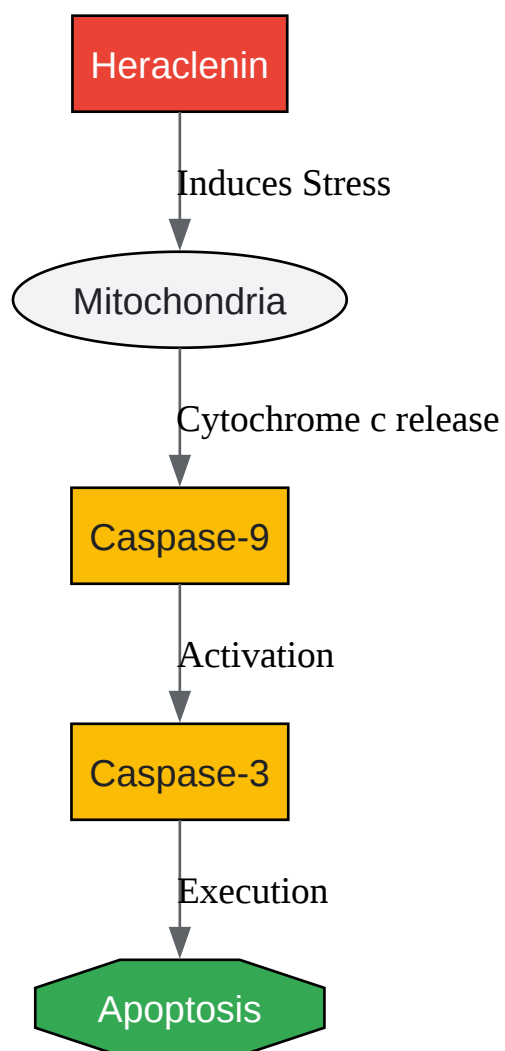 Heraclenin
Induces Stress
Mitochondria
Cytochrome c release
Caspase-9
Activation
Caspase-3
Execution
Apoptosis